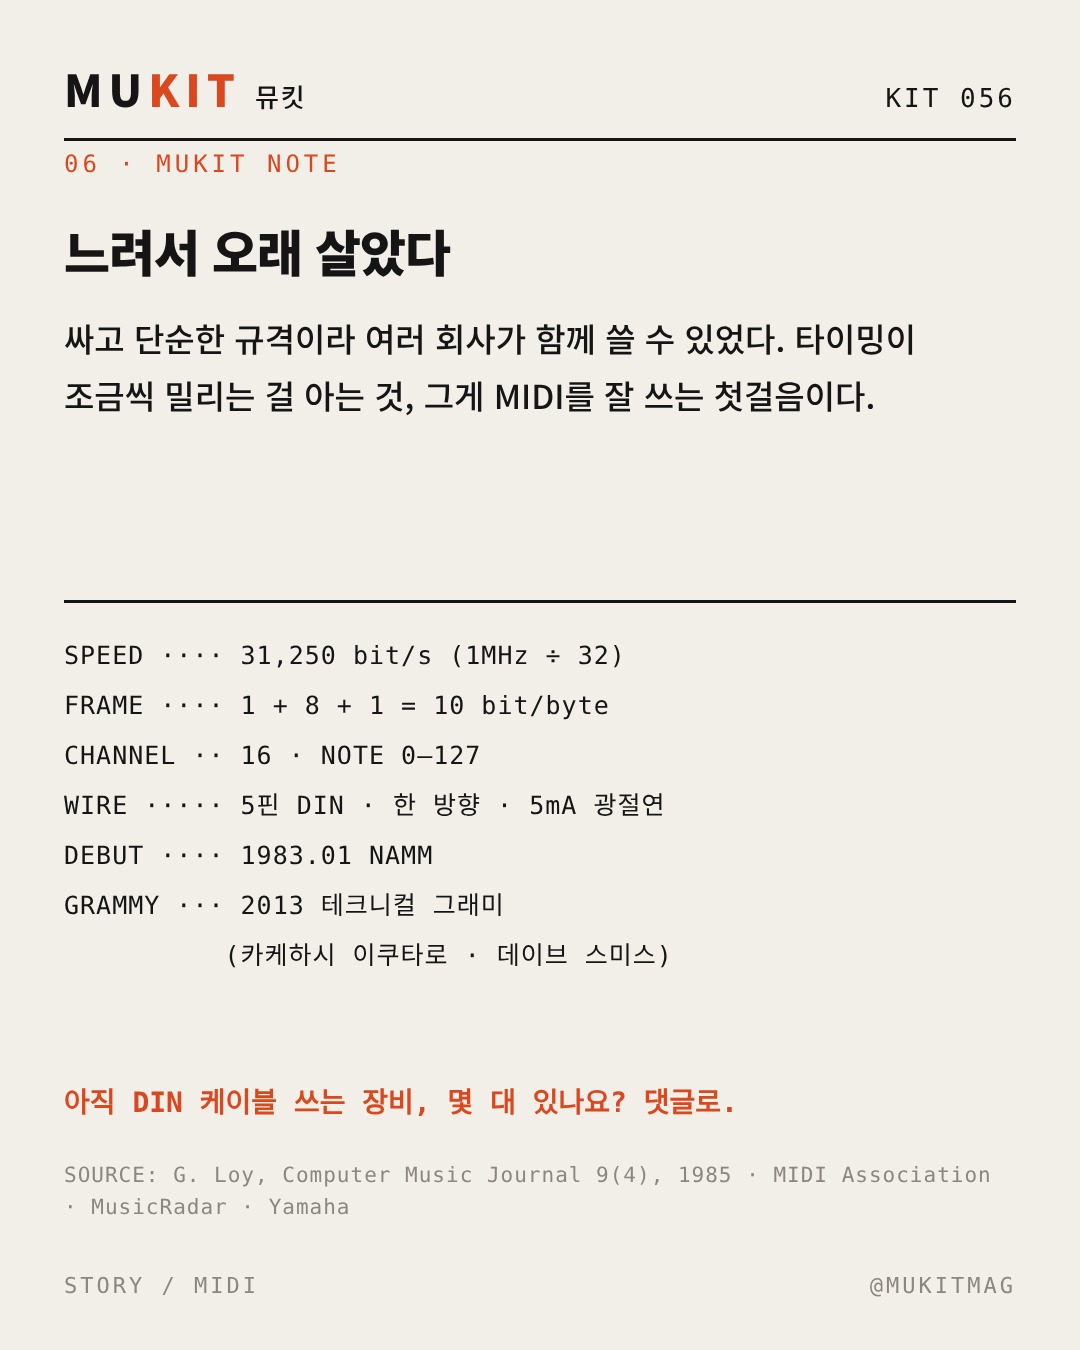 MUKIT 뮤킷
KIT 056
06 · MUKIT NOTE
느려서 오래 살았다
싸고 단순한 규격이라 여러 회사가 함께 쓸 수 있었다. 타이밍이
조금씩 밀리는 걸 아는 것, 그게 MIDI를 잘 쓰는 첫걸음이다.
SPEED ···· 31,250 bit/s (1MHz ÷ 32)
FRAME ···· 1 + 8 + 1 = 10 bit/byte
CHANNEL ·· 16 · NOTE 0–127
WIRE ····· 5핀 DIN · 한 방향 · 5mA 광절연
DEBUT ···· 1983.01 NAMM
GRAMMY ··· 2013 테크니컬 그래미
(카케하시 이쿠타로 · 데이브 스미스)
아직 DIN 케이블 쓰는 장비, 몇 대 있나요? 댓글로.
SOURCE: G. Loy, Computer Music Journal 9(4), 1985 · MIDI Association
· MusicRadar · Yamaha
STORY / MIDI
@MUKITMAG